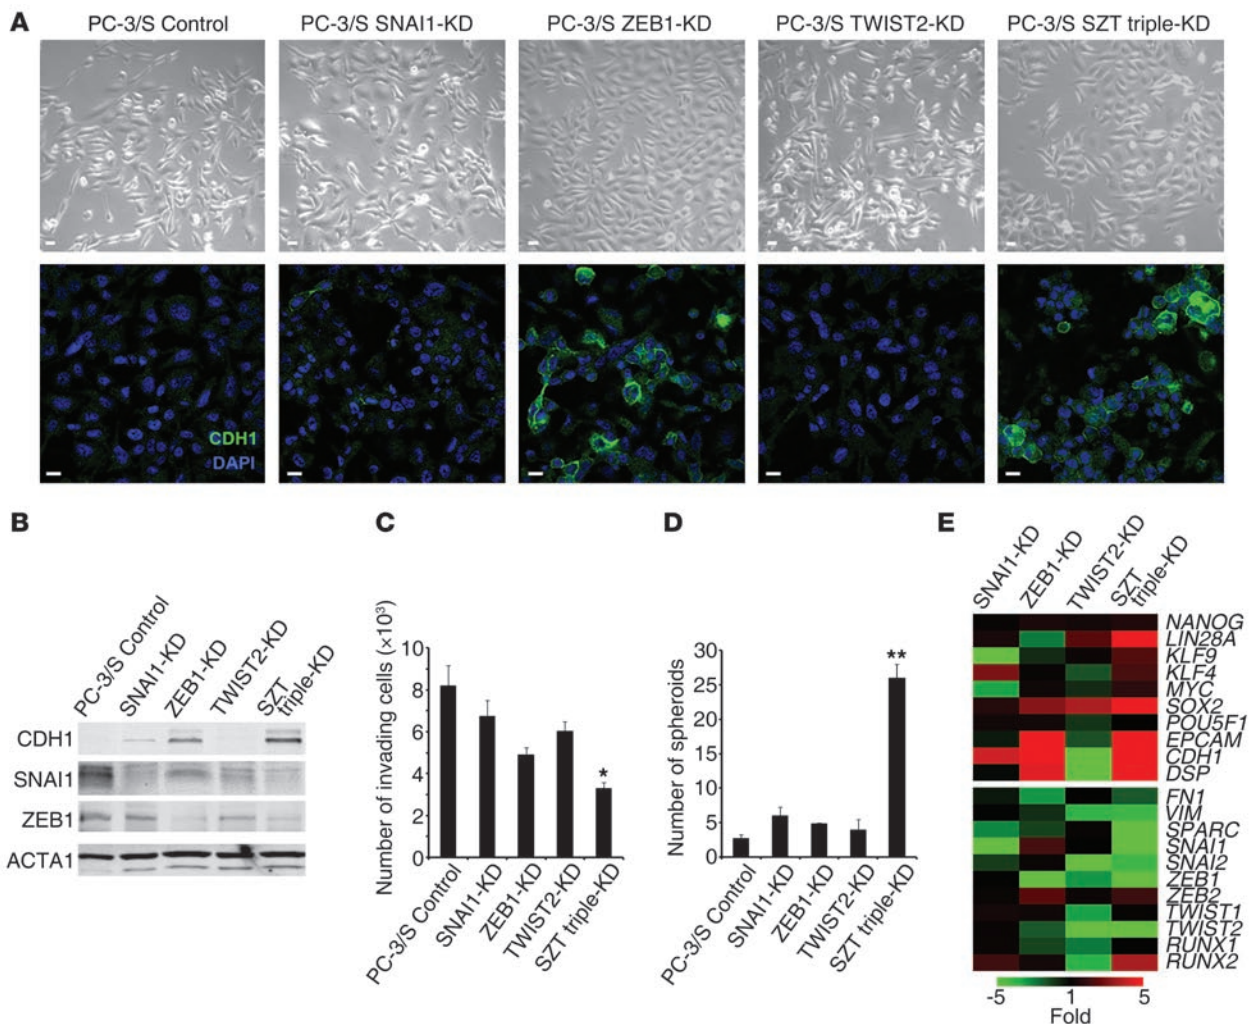 A
PC-3/S Control
PC-3/S SNAI1-KD
PC-3/S ZEB1-KD
PC-3/S TWIST2-KD
PC-3/S SZT triple-KD
CDH1
DAPI
B
PC-3/S Control
SNAI1-KD
ZEB1-KD
TWIST2-KD
SZT
triple-KD
CDH1
SNAI1
ZEB1
ACTA1
C
Number of invading cells (×10³)
10
8
6
4
2
0
*
PC-3/S Control
SNAI1-KD
ZEB1-KD
TWIST2-KD
SZT triple-KD
D
Number of spheroids
30
25
20
15
10
5
0
**
PC-3/S Control
SNAI1-KD
ZEB1-KD
TWIST2-KD
SZT triple-KD
E
SNAI1-KD
ZEB1-KD
TWIST2-KD
SZT
triple-KD
NANOG
LIN28A
KLF9
KLF4
MYC
SOX2
POU5F1
EPCAM
CDH1
DSP
FN1
VIM
SPARC
SNAI1
SNAI2
ZEB1
ZEB2
TWIST1
TWIST2
RUNX1
RUNX2
-5 1 5
Fold